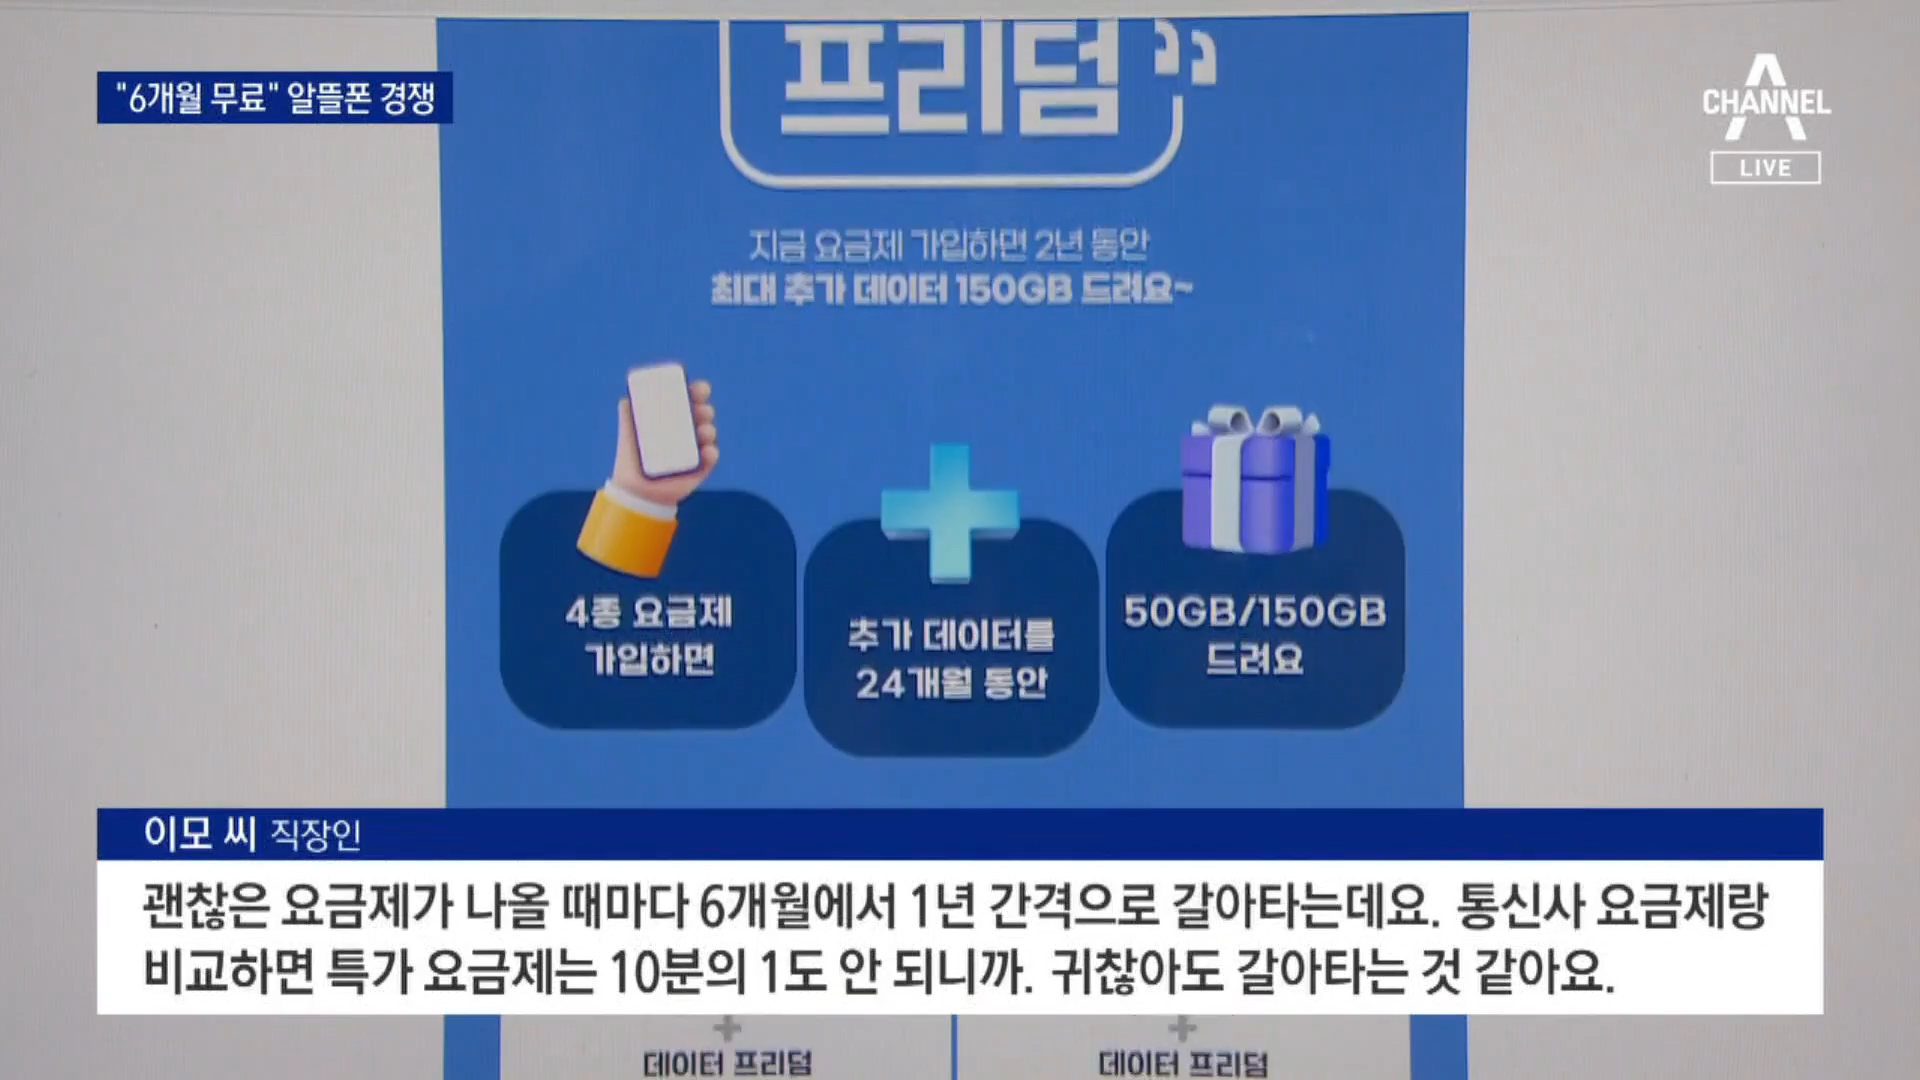 "6개월 무료" 알뜰폰 경쟁
CHANNEL A
LIVE
프리덤"
지금 요금제 가입하면 2년 동안
최대 추가 데이터 150GB 드려요~
4종 요금제
가입하면
추가 데이터를
24개월 동안
50GB/150GB
드려요
이모 씨 직장인
괜찮은 요금제가 나올 때마다 6개월에서 1년 간격으로 갈아타는데요. 통신사 요금제랑
비교하면 특가 요금제는 10분의 1도 안 되니까. 귀찮아도 갈아타는 것 같아요.
+
데이터 프리덤
+
데이터 프리덤